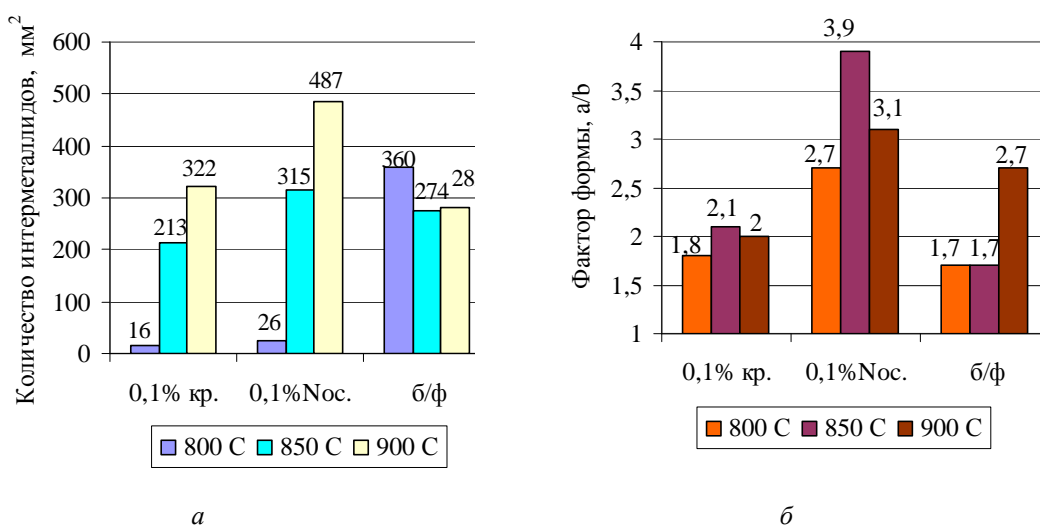 Количество интерметаллидов, мм²
600
500
400
300
200
100
0
16
213
322
26
315
487
360
274
28
0,1% кр.
0,1%Nос.
б/ф
800 С
850 С
900 С
а
Фактор формы, a/b
4
3,5
3
2,5
2
1,5
1
1,8
2,1
2
2,7
3,9
3,1
1,7
1,7
2,7
0,1% кр.
0,1%Nос.
б/ф
800 С
850 С
900 С
б